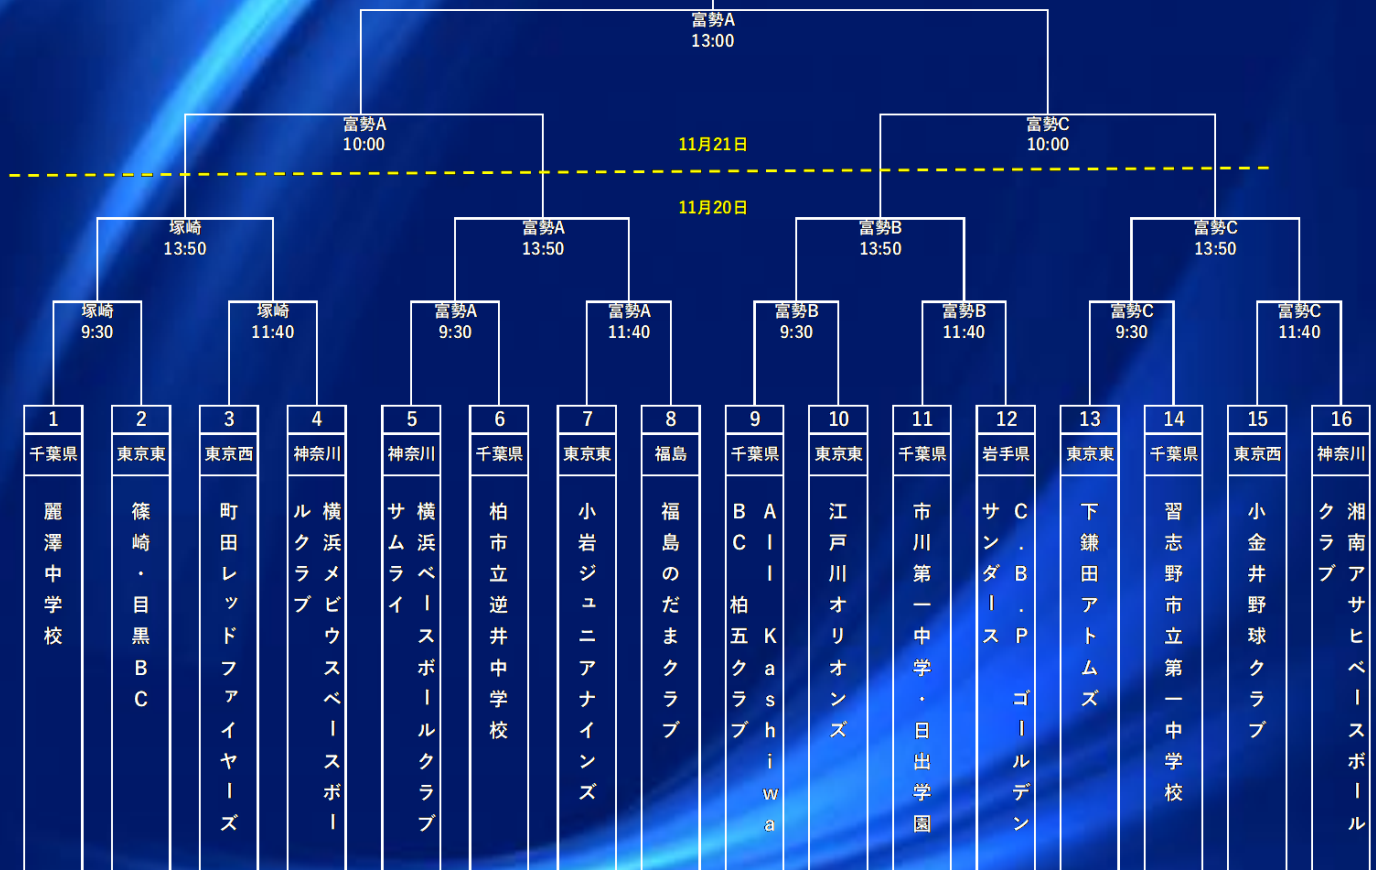 富勢A
13:00
富勢A
10:00
11月21日
富勢C
10:00
11月20日
塚崎
13:50
富勢A
13:50
富勢B
13:50
富勢C
13:50
塚崎
9:30
塚崎
11:40
富勢A
9:30
富勢A
11:40
富勢B
9:30
富勢B
11:40
富勢C
9:30
富勢C
11:40
1
千葉県
麗澤中学校
2
東京東
篠崎・目黒BC
3
東京西
町田レッドファイヤーズ
4
神奈川
横浜メビウスベースボー
ルクラブ
5
神奈川
横浜ベースボールクラブ
サムライ
6
千葉県
柏市立逆井中学校
7
東京東
小岩ジュニアナインズ
8
福島
福島のだまクラブ
9
千葉県
All Kashiwa
BC 柏五クラブ
10
東京東
江戸川オリオンズ
11
千葉県
市川第一中学・日出学園
12
岩手県
C.B.P ゴールデン
サンダース
13
東京東
下鎌田アトムズ
14
千葉県
習志野市立第一中学校
15
東京西
小金井野球クラブ
16
神奈川
湘南アサヒベースボール
クラブ